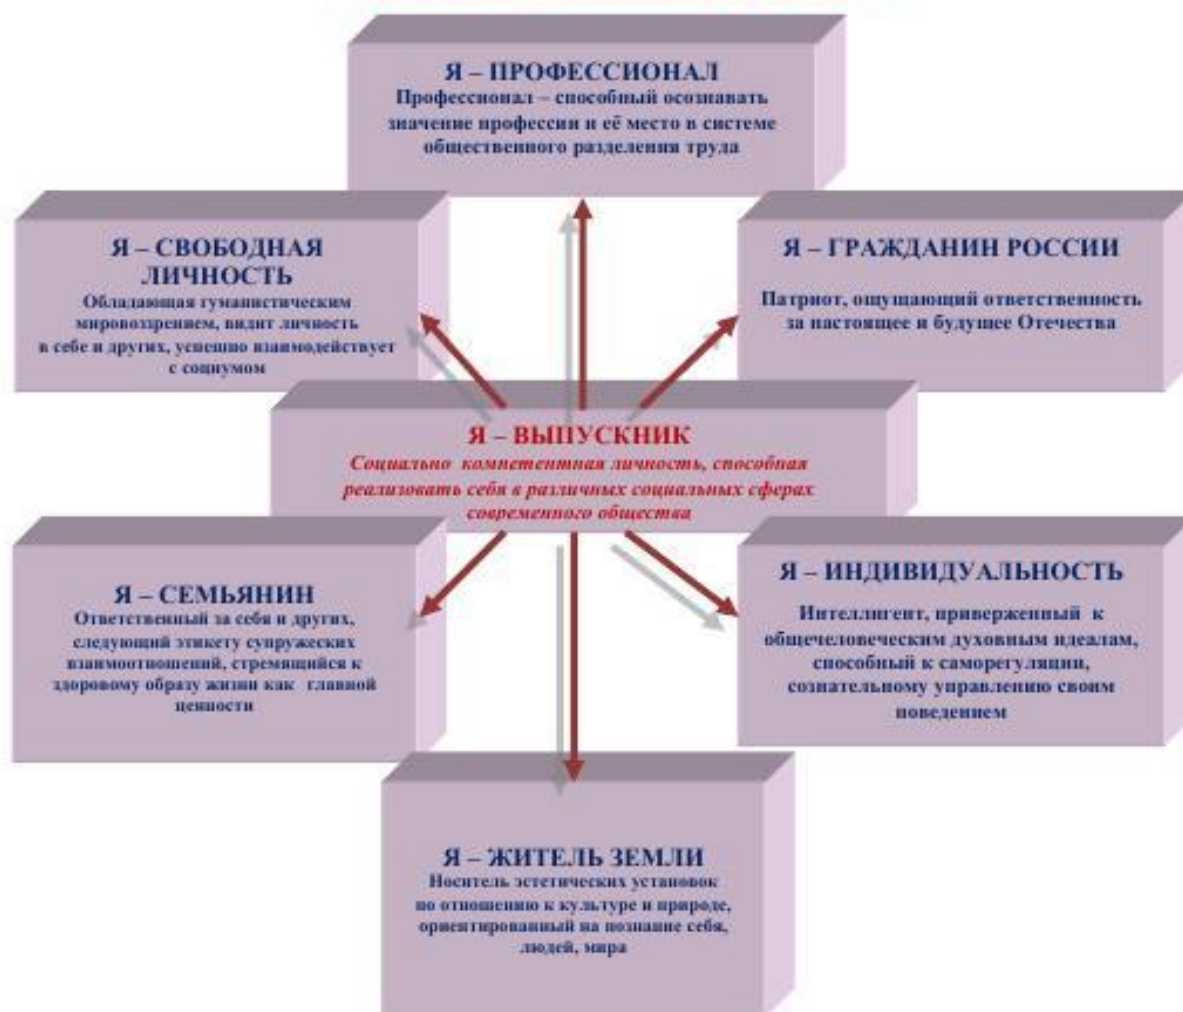 Я – ПРОФЕССИОНАЛ
Профессионал – способный осознавать
значение профессии и её место в системе
общественного разделения труда
Я – СВОБОДНАЯ
ЛИЧНОСТЬ
Обладающая гуманистическим
мировоззрением, видит личность
в себе и других, успешно взаимодействует
с социумом
Я – ГРАЖДАНИН РОССИИ
Патриот, ощущающий ответственность
за настоящее и будущее Отечества
Я – ВЫПУСКНИК
Социально компетентная личность, способная
реализовать себя в различных социальных сферах
современного общества
Я – СЕМЬЯНИН
Ответственный за себя и других,
следующий этикету супружеских
взаимоотношений, стремящийся к
здоровому образу жизни как главной
ценности
Я – ИНДИВИДУАЛЬНОСТЬ
Интеллигент, приверженный к
общечеловеческим духовным идеалам,
способный к саморегуляции,
сознательному управлению своим
поведением
Я – ЖИТЕЛЬ ЗЕМЛИ
Носитель эстетических установок
по отношению к культуре и природе,
ориентированный на познание себя,
людей, мира